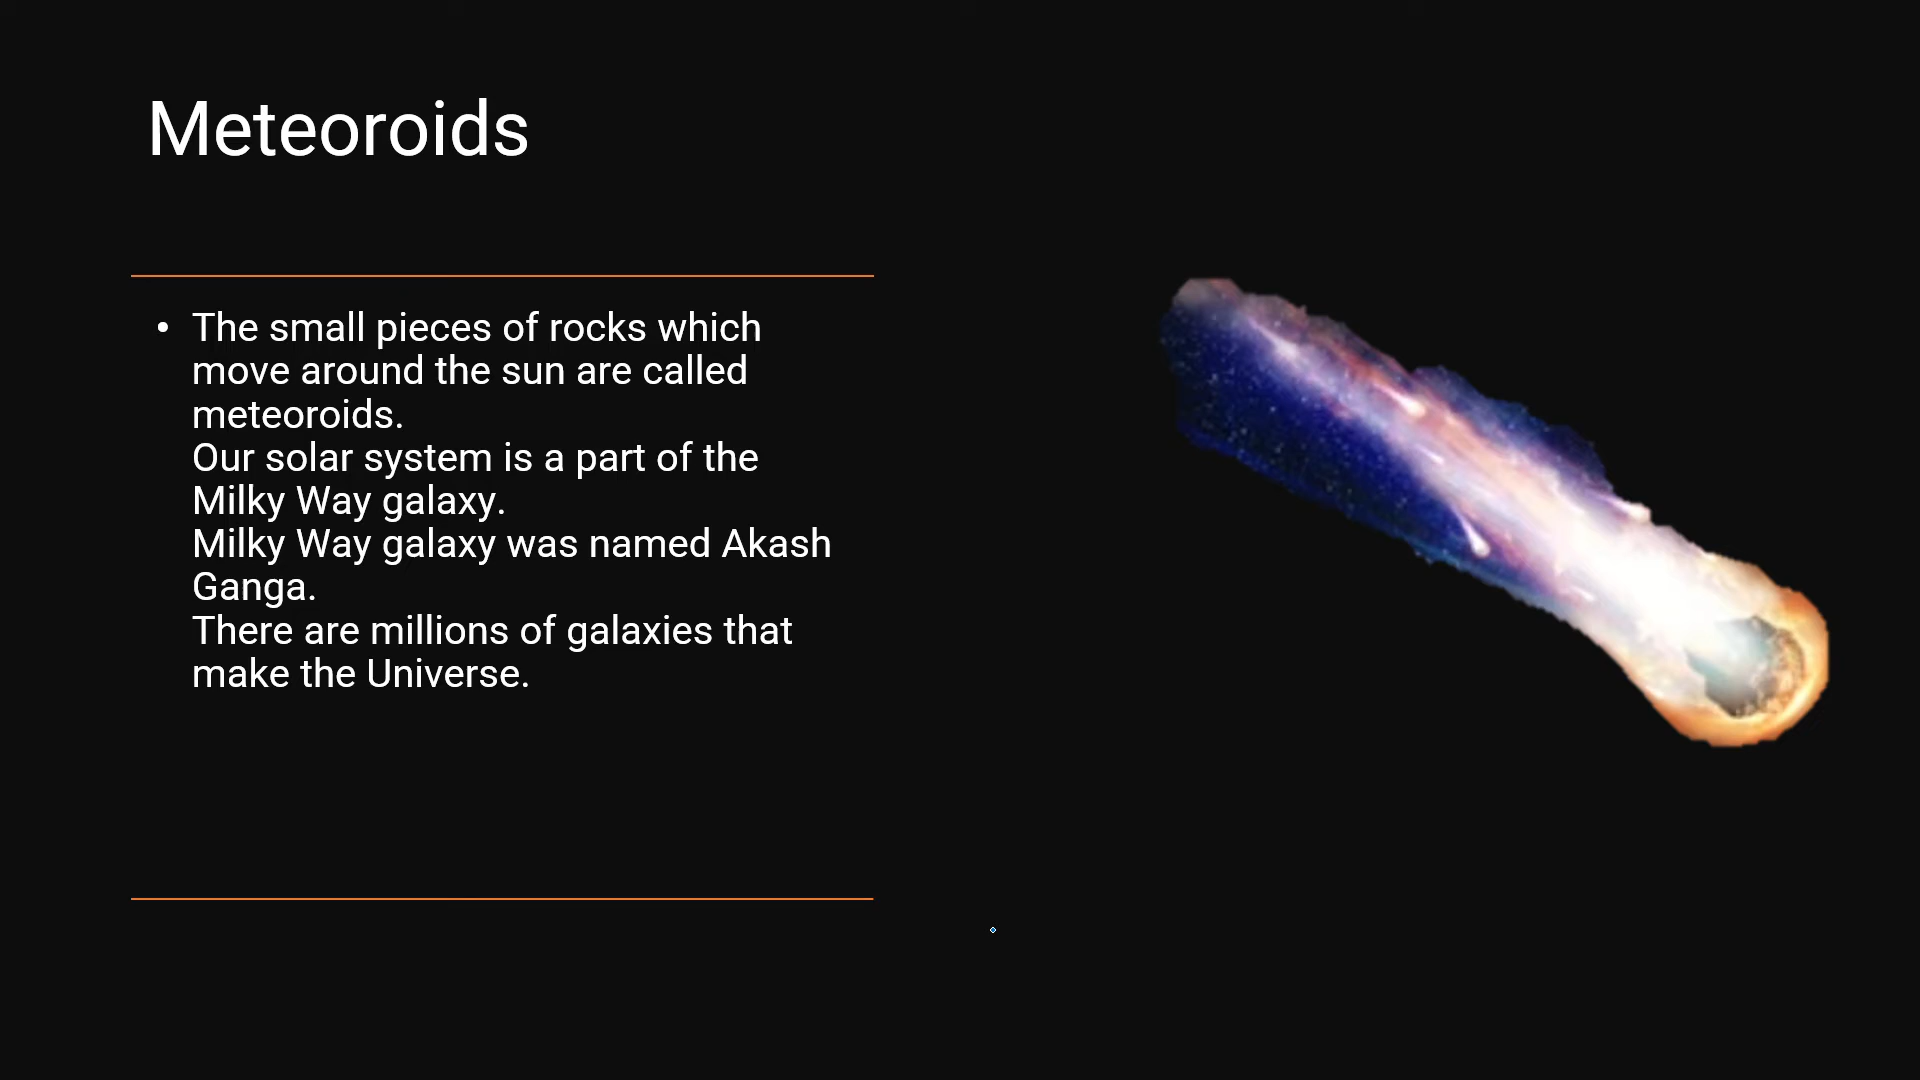 Meteoroids
• The small pieces of rocks which
move around the sun are called
meteoroids.
Our solar system is a part of the
Milky Way galaxy.
Milky Way galaxy was named Akash
Ganga.
There are millions of galaxies that
make the Universe.